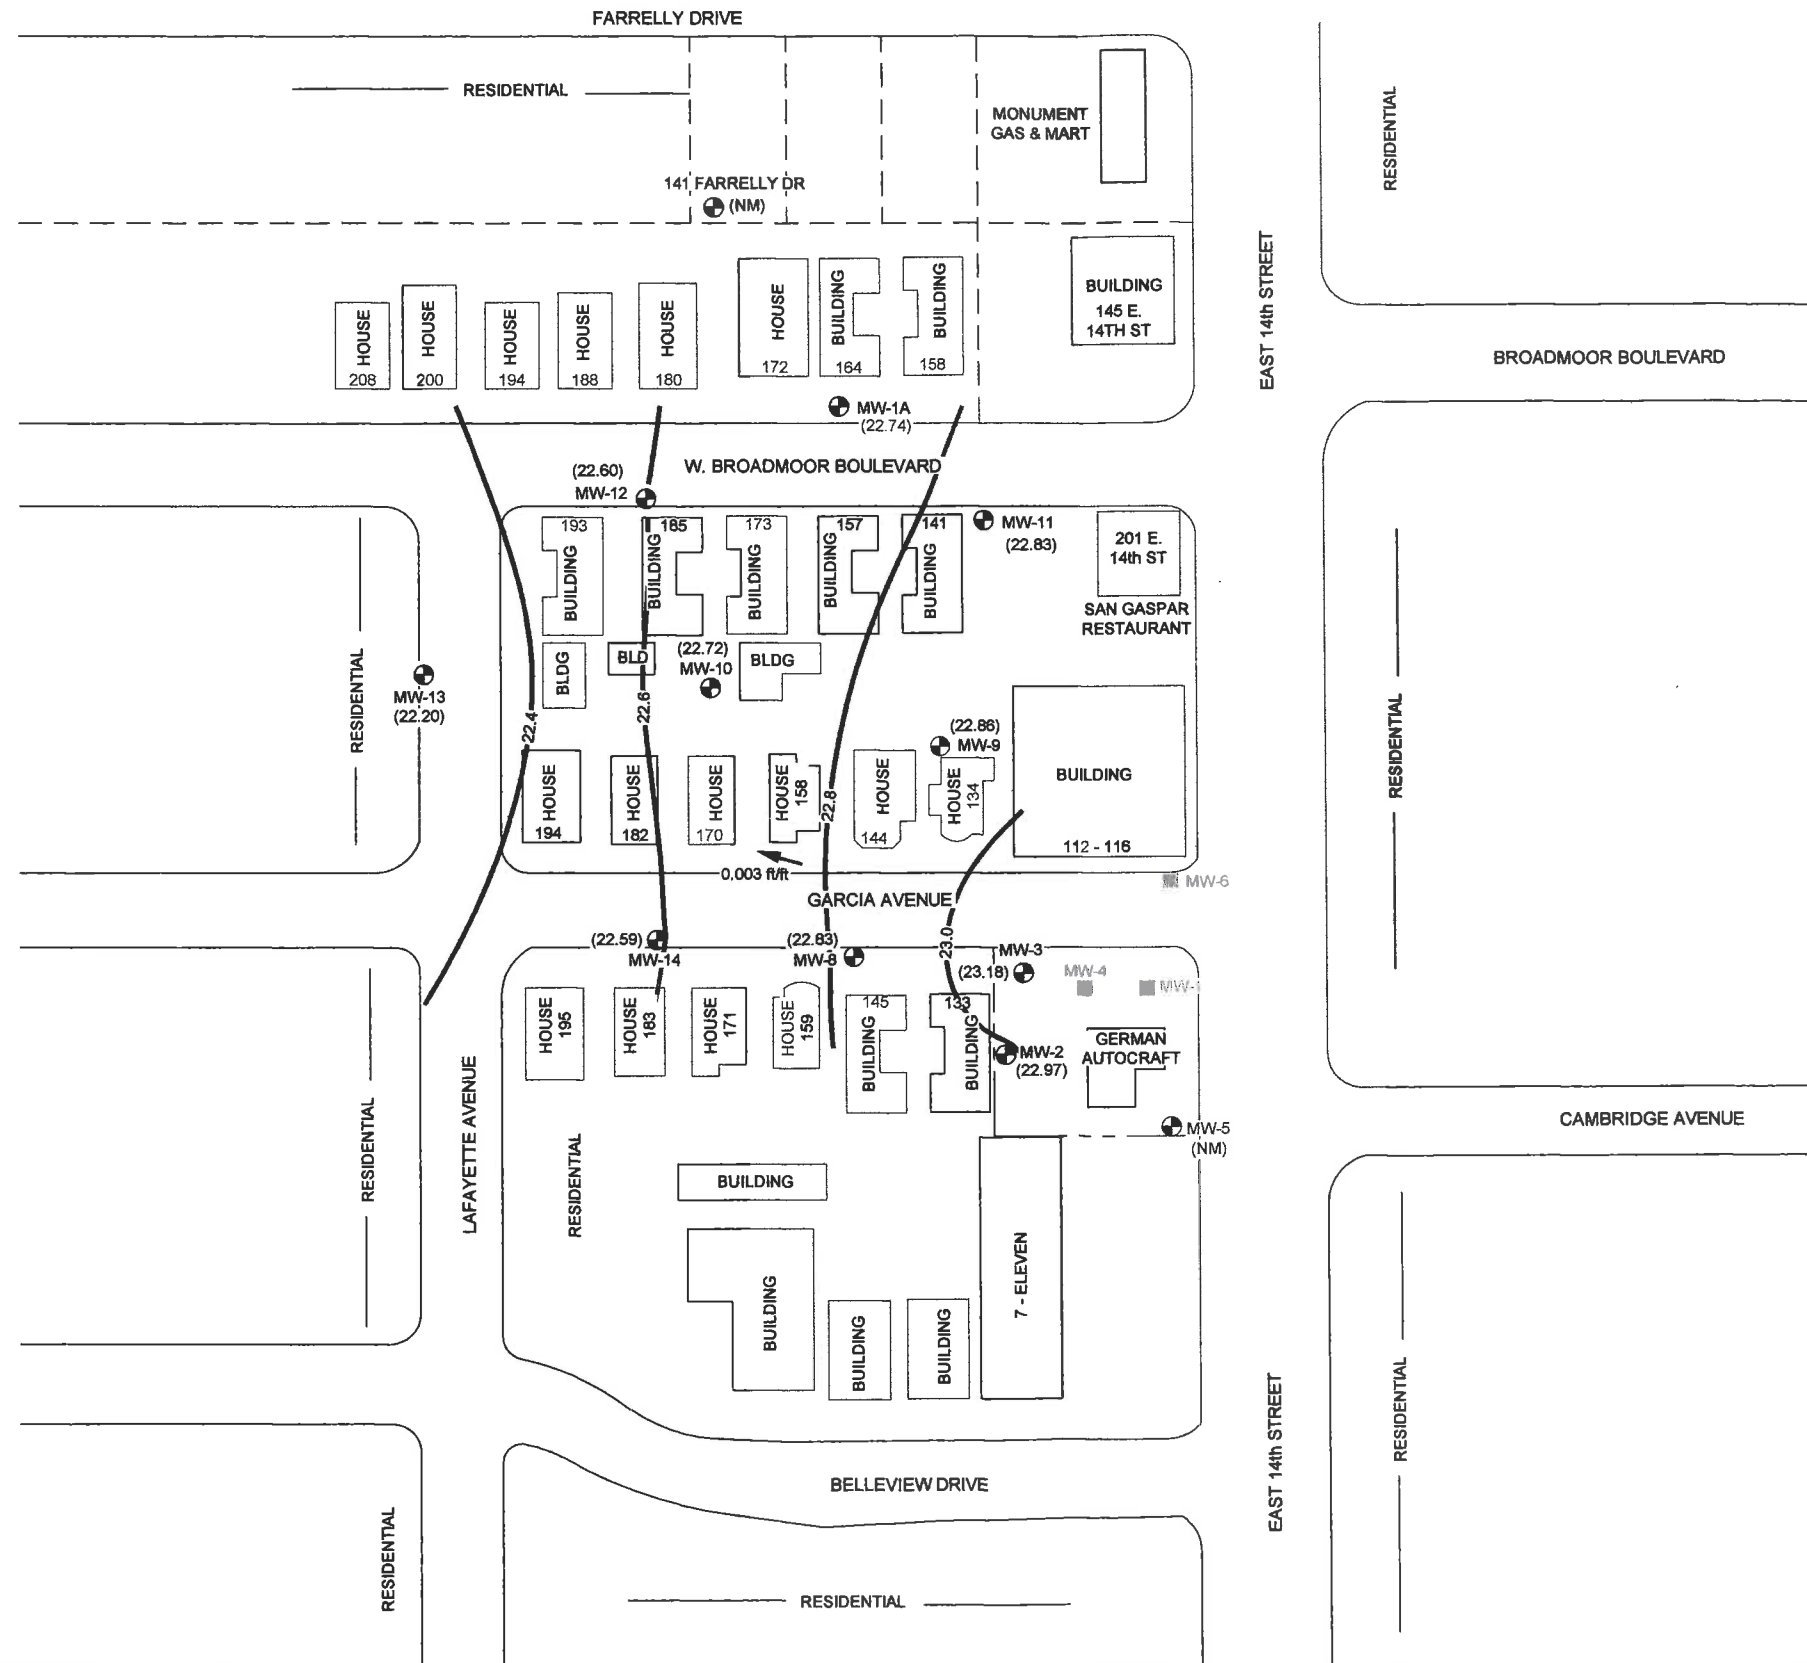 FARRELLY DRIVE
RESIDENTIAL
MONUMENT
GAS & MART
RESIDENTIAL
141 FARRELLY DR
(NM)
EAST 14th STREET
BUILDING
145 E.
14TH ST
HOUSE
208
HOUSE
200
HOUSE
194
HOUSE
188
HOUSE
180
HOUSE
172
BUILDING
164
BUILDING
158
BROADMOOR BOULEVARD
MW-1A
(22.74)
W. BROADMOOR BOULEVARD
(22.60)
MW-12
193
BUILDING
185
BUILDING
173
BUILDING
157
BUILDING
141
BUILDING
MW-11
(22.83)
201 E.
14th ST
SAN GASPAR
RESTAURANT
RESIDENTIAL
MW-13
(22.20)
BLDG
BLD
(22.72)
MW-10
BLDG
22.4
22.6
22.8
(22.86)
MW-9
RESIDENTIAL
HOUSE
194
HOUSE
182
HOUSE
170
HOUSE
158
HOUSE
144
HOUSE
134
BUILDING
112 - 116
0.003 ft/ft
MW-6
GARCIA AVENUE
23.0
(22.59)
MW-14
(22.83)
MW-8
MW-3
(23.18)
MW-4
MW-1
HOUSE
195
HOUSE
183
HOUSE
171
HOUSE
159
145
BUILDING
133
BUILDING
MW-2
(22.97)
GERMAN
AUTOCRAFT
MW-5
(NM)
CAMBRIDGE AVENUE
RESIDENTIAL
LAFAYETTE AVENUE
RESIDENTIAL
BUILDING
BUILDING
BUILDING
BUILDING
7 - ELEVEN
RESIDENTIAL
EAST 14th STREET
BELLEVIEW DRIVE
RESIDENTIAL
RESIDENTIAL